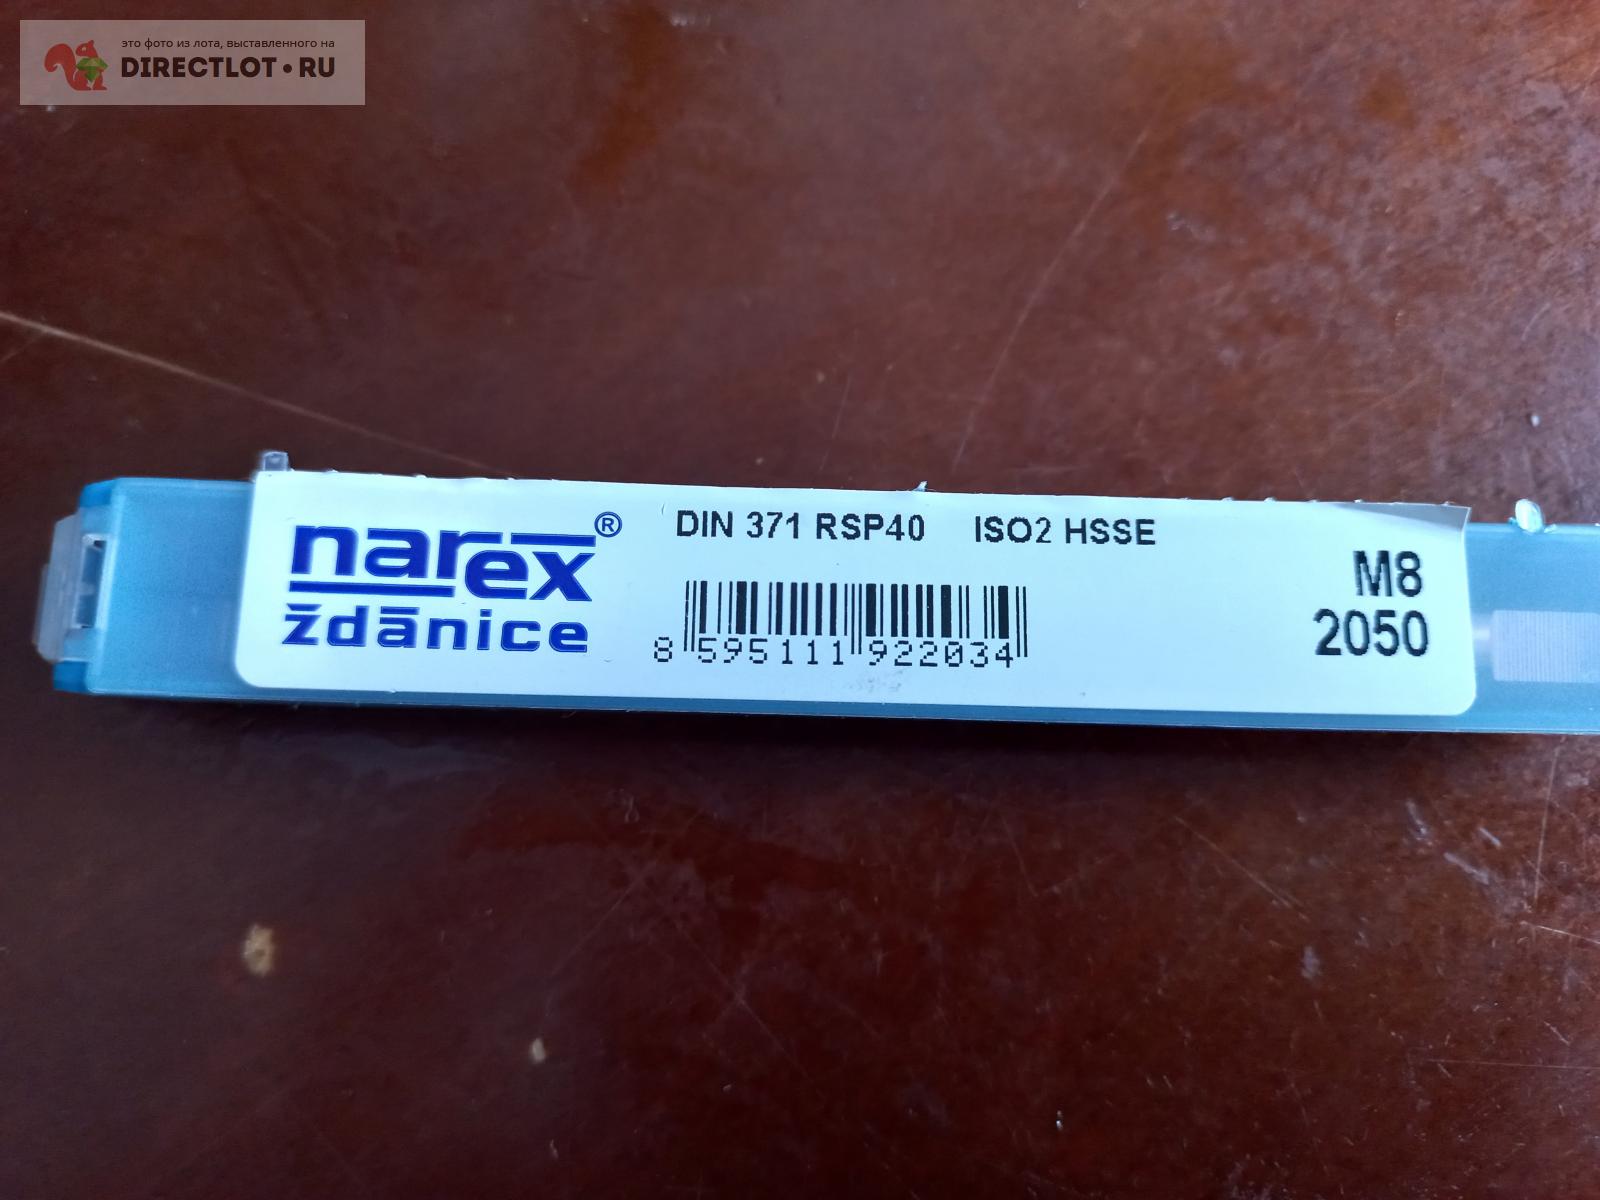 это фото из лота, выставленного на
DIRECTLOT•RU
narex®
ždánice
DIN 371 RSP40 ISO2 HSSE
8 595111 922034
M8
2050